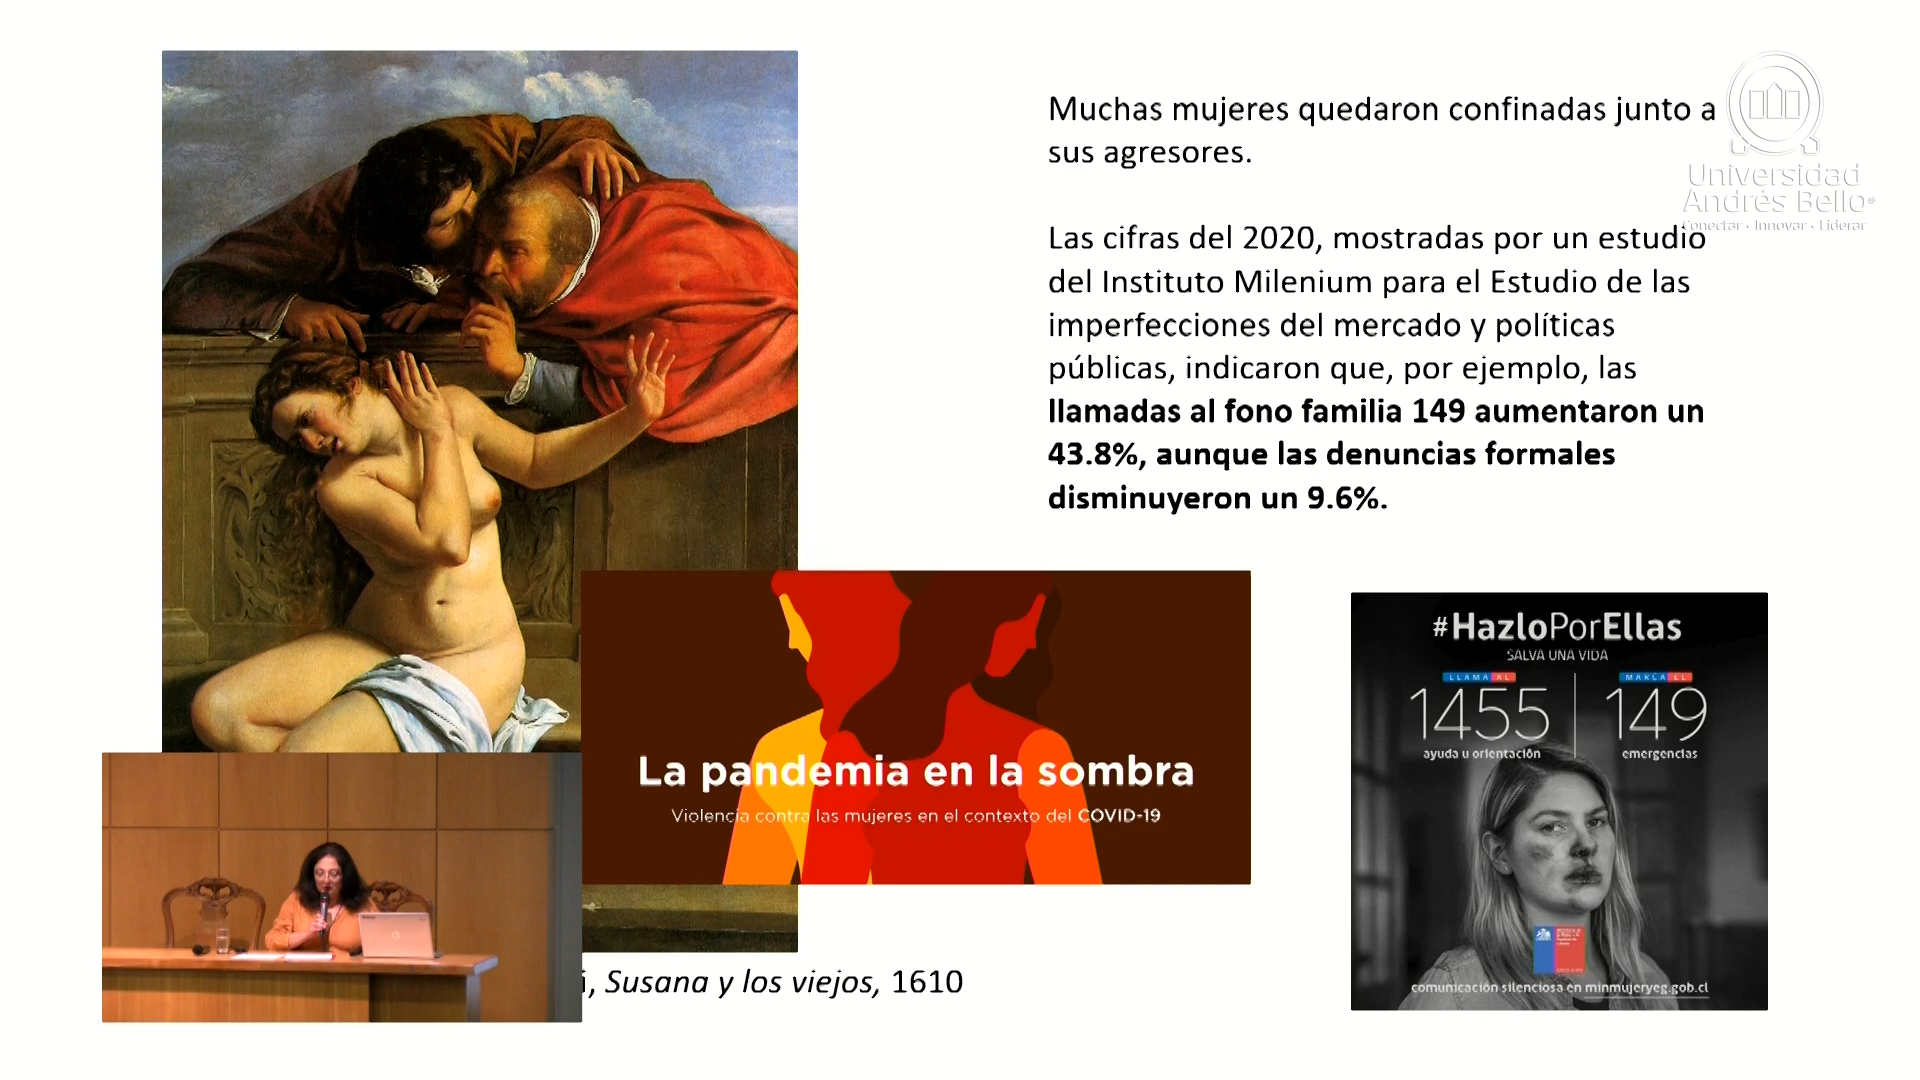 Muchas mujeres quedaron confinadas junto a
sus agresores.
Las cifras del 2020, mostradas por un estudio
del Instituto Milenium para el Estudio de las
imperfecciones del mercado y políticas
públicas, indicaron que, por ejemplo, las
llamadas al fono familia 149 aumentaron un
43.8%, aunque las denuncias formales
disminuyeron un 9.6%.
Universidad
Andrés Bello®
Conectar • Innovar • Liderar
La pandemia en la sombra
Violencia contra las mujeres en el contexto del COVID-19
#HazloPorEllas
SALVA UNA VIDA
LLAMA AL
1455
ayuda u orientación
MARCA EL
149
emergencias
comunicación silenciosa en minmujeryeg.gob.cl
, Susana y los viejos, 1610